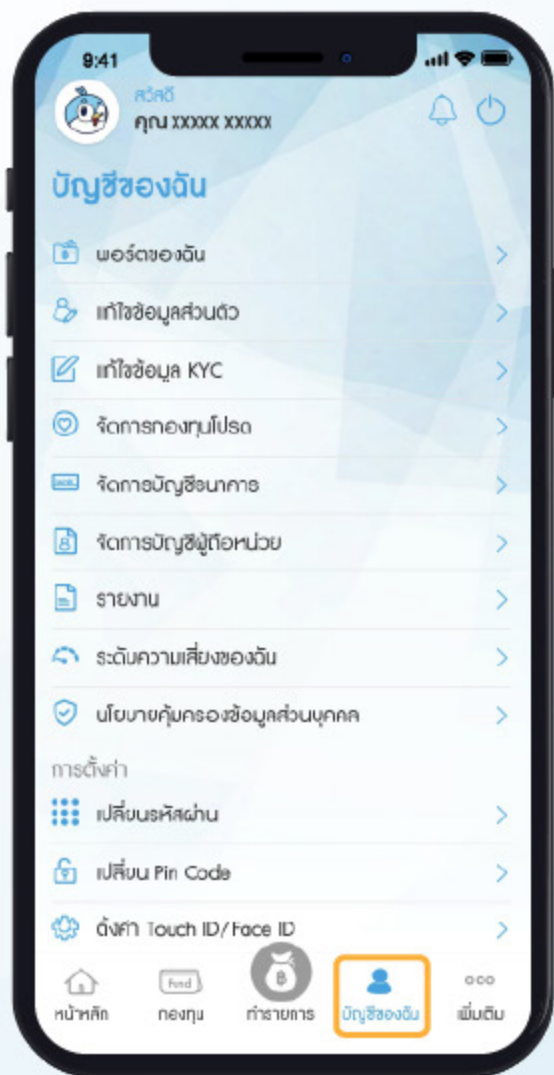 9:41
สวัสดี
คุณ xxxxx xxxxx
บัญชีของฉัน
พอร์ตของฉัน
แก้ไขข้อมูลส่วนตัว
แก้ไขข้อมูล KYC
จัดการกองทุนโปรด
จัดการบัญชีธนาคาร
จัดการบัญชีผู้ถือหน่วย
รายงาน
ระดับความเสี่ยงของฉัน
นโยบายคุ้มครองข้อมูลส่วนบุคคล
การตั้งค่า
เปลี่ยนรหัสผ่าน
เปลี่ยน Pin Code
ตั้งค่า Touch ID/Face ID
Fund
฿
หน้าหลัก กองทุน ทำรายการ บัญชีของฉัน เพิ่มเติม